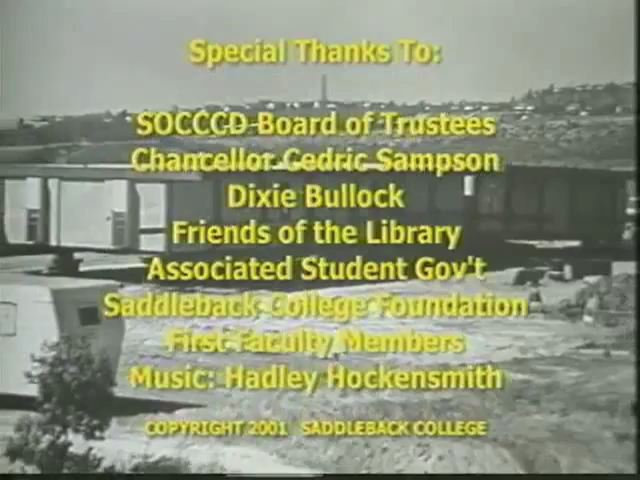 Special Thanks To:
SOCCCD Board of Trustees
Chancellor Cedric Sampson
Dixie Bullock
Friends of the Library
Associated Student Gov't
Saddleback College Foundation
First Faculty Members
Music: Hadley Hockensmith
COPYRIGHT 2001 SADDLEBACK COLLEGE